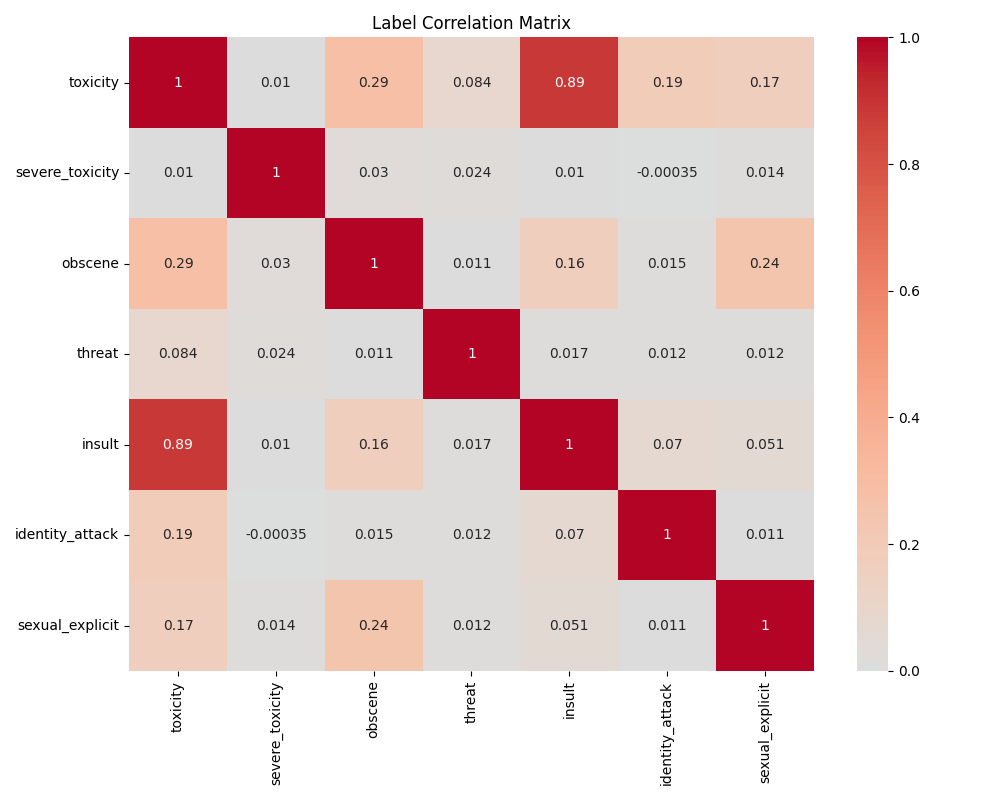 Label Correlation Matrix
toxicity 1 0.01 0.29 0.084 0.89 0.19 0.17
severe_toxicity 0.01 1 0.03 0.024 0.01 -0.00035 0.014
obscene 0.29 0.03 1 0.011 0.16 0.015 0.24
threat 0.084 0.024 0.011 1 0.017 0.012 0.012
insult 0.89 0.01 0.16 0.017 1 0.07 0.051
identity_attack 0.19 -0.00035 0.015 0.012 0.07 1 0.011
sexual_explicit 0.17 0.014 0.24 0.012 0.051 0.011 1
toxicity
severe_toxicity
obscene
threat
insult
identity_attack
sexual_explicit
1.0
0.8
0.6
0.4
0.2
0.0